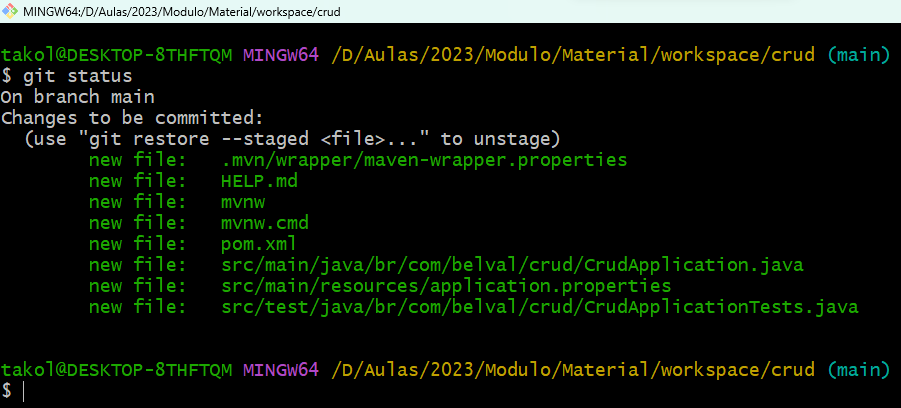 MINGW64:/D/Aulas/2023/Modulo/Material/workspace/crud
takol@DESKTOP-8THFTQM MINGW64 /D/Aulas/2023/Modulo/Material/workspace/crud (main)
$ git status
On branch main
Changes to be committed:
  (use "git restore --staged <file>..." to unstage)
        new file:   .mvn/wrapper/maven-wrapper.properties
        new file:   HELP.md
        new file:   mvnw
        new file:   mvnw.cmd
        new file:   pom.xml
        new file:   src/main/java/br/com/belval/crud/CrudApplication.java
        new file:   src/main/resources/application.properties
        new file:   src/test/java/br/com/belval/crud/CrudApplicationTests.java
takol@DESKTOP-8THFTQM MINGW64 /D/Aulas/2023/Modulo/Material/workspace/crud (main)
$